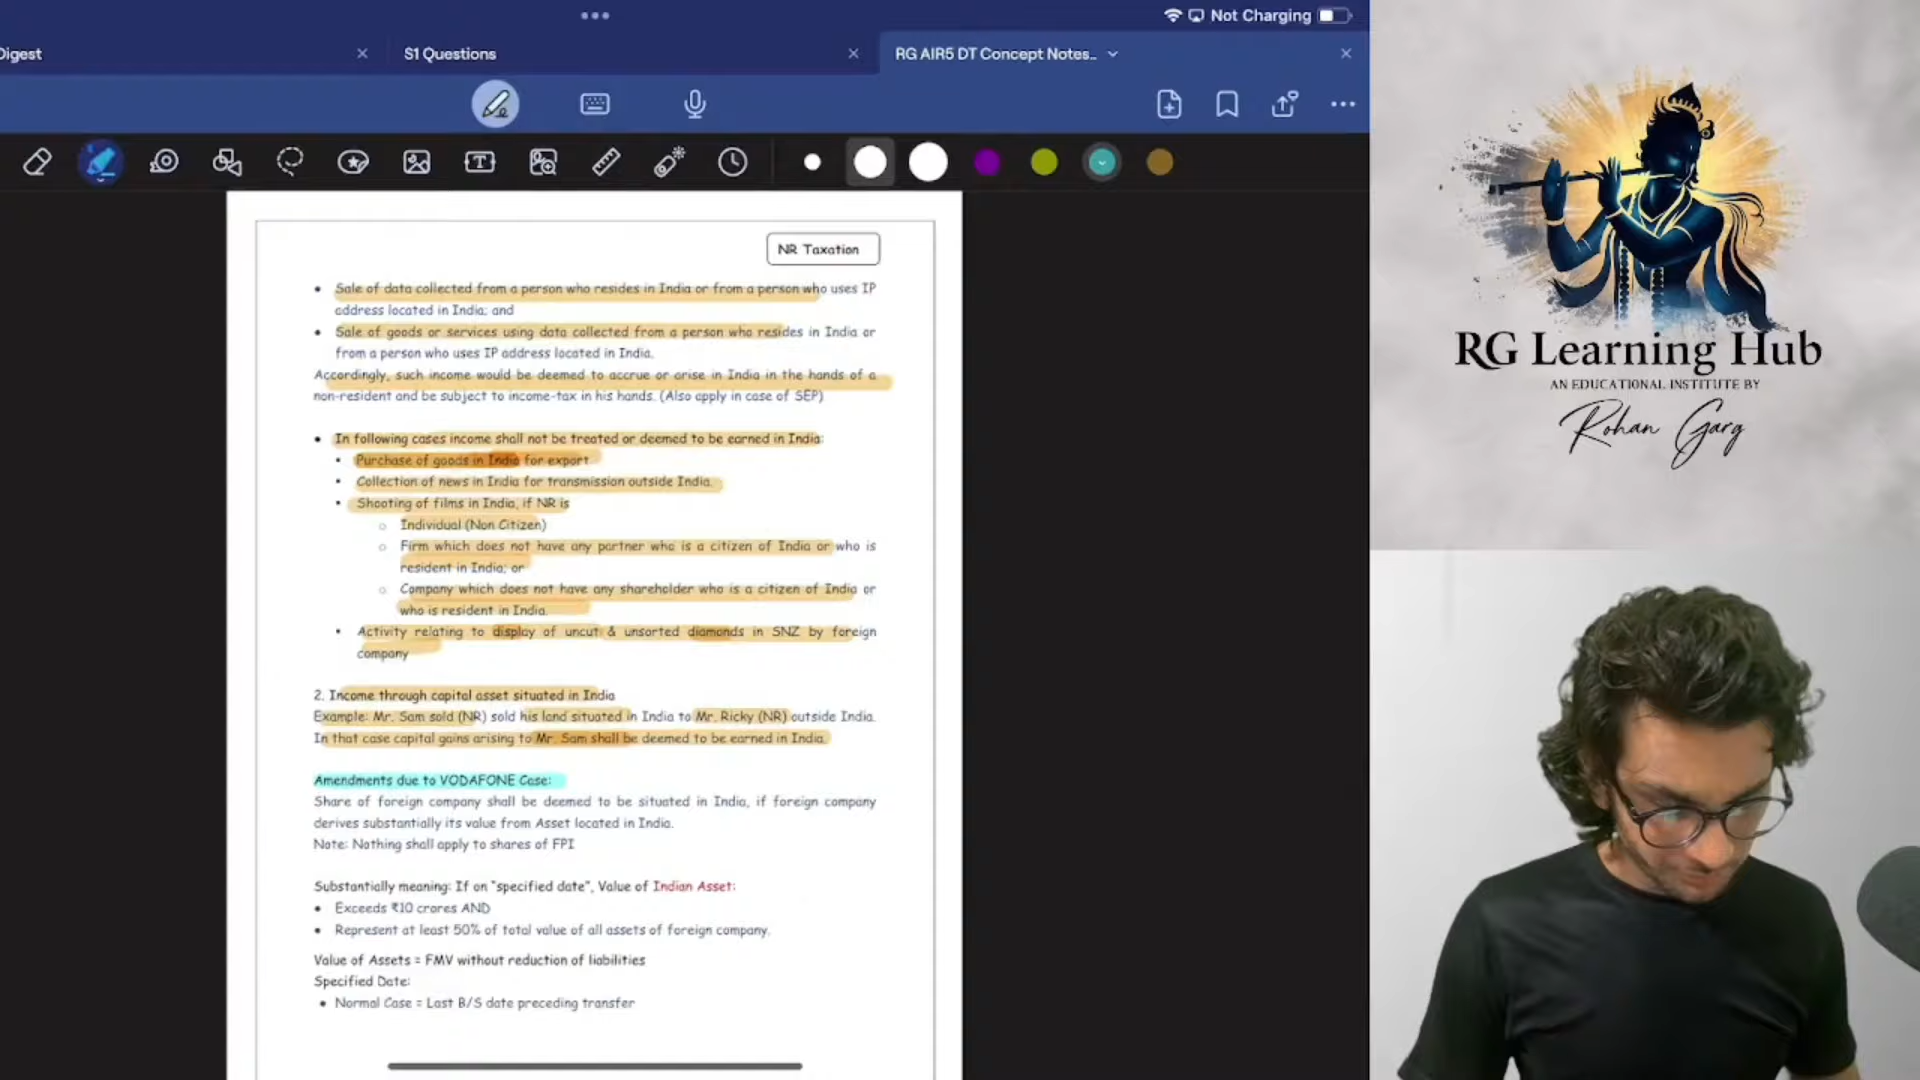 Not Charging
Digest
S1 Questions
RG AIR5 DT Concept Notes..
NR Taxation
• Sale of data collected from a person who resides in India or from a person who uses IP
address located in India; and
• Sale of goods or services using data collected from a person who resides in India or
from a person who uses IP address located in India.
Accordingly, such income would be deemed to accrue or arise in India in the hands of a
non-resident and be subject to income-tax in his hands. (Also apply in case of SEP)
• In following cases income shall not be treated or deemed to be earned in India:
• Purchase of goods in India for export
• Collection of news in India for transmission outside India.
• Shooting of films in India, if NR is
o Individual (Non Citizen)
o Firm which does not have any partner who is a citizen of India or who is
resident in India; or
o Company which does not have any shareholder who is a citizen of India or
who is resident in India.
• Activity relating to display of uncut & unsorted diamonds in SNZ by foreign
company
2. Income through capital asset situated in India
Example: Mr. Sam sold (NR) sold his land situated in India to Mr. Ricky (NR) outside India.
In that case capital gains arising to Mr. Sam shall be deemed to be earned in India.
Amendments due to VODAFONE Case:
Share of foreign company shall be deemed to be situated in India, if foreign company
derives substantially its value from Asset located in India.
Note: Nothing shall apply to shares of FPI
Substantially meaning: If on "specified date", Value of Indian Asset:
• Exceeds ₹10 crores AND
• Represent at least 50% of total value of all assets of foreign company.
Value of Assets = FMV without reduction of liabilities
Specified Date:
• Normal Case = Last B/S date preceding transfer
RG Learning Hub
AN EDUCATIONAL INSTITUTE BY
Rohan Garg